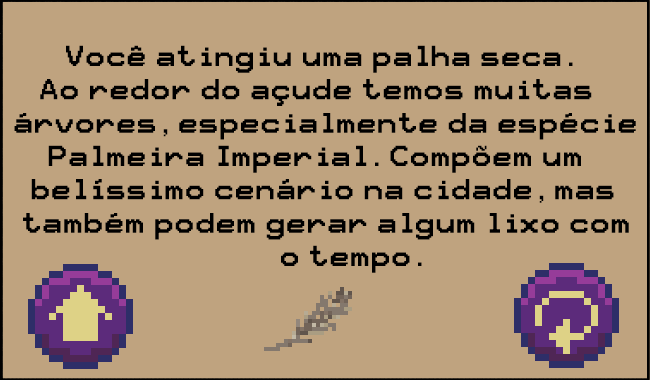 Você atingiu uma palha seca.
Ao redor do açude temos muitas
árvores, especialmente da espécie
Palmeira Imperial. Compõem um
belíssimo cenário na cidade, mas
também podem gerar algum lixo com
o tempo.